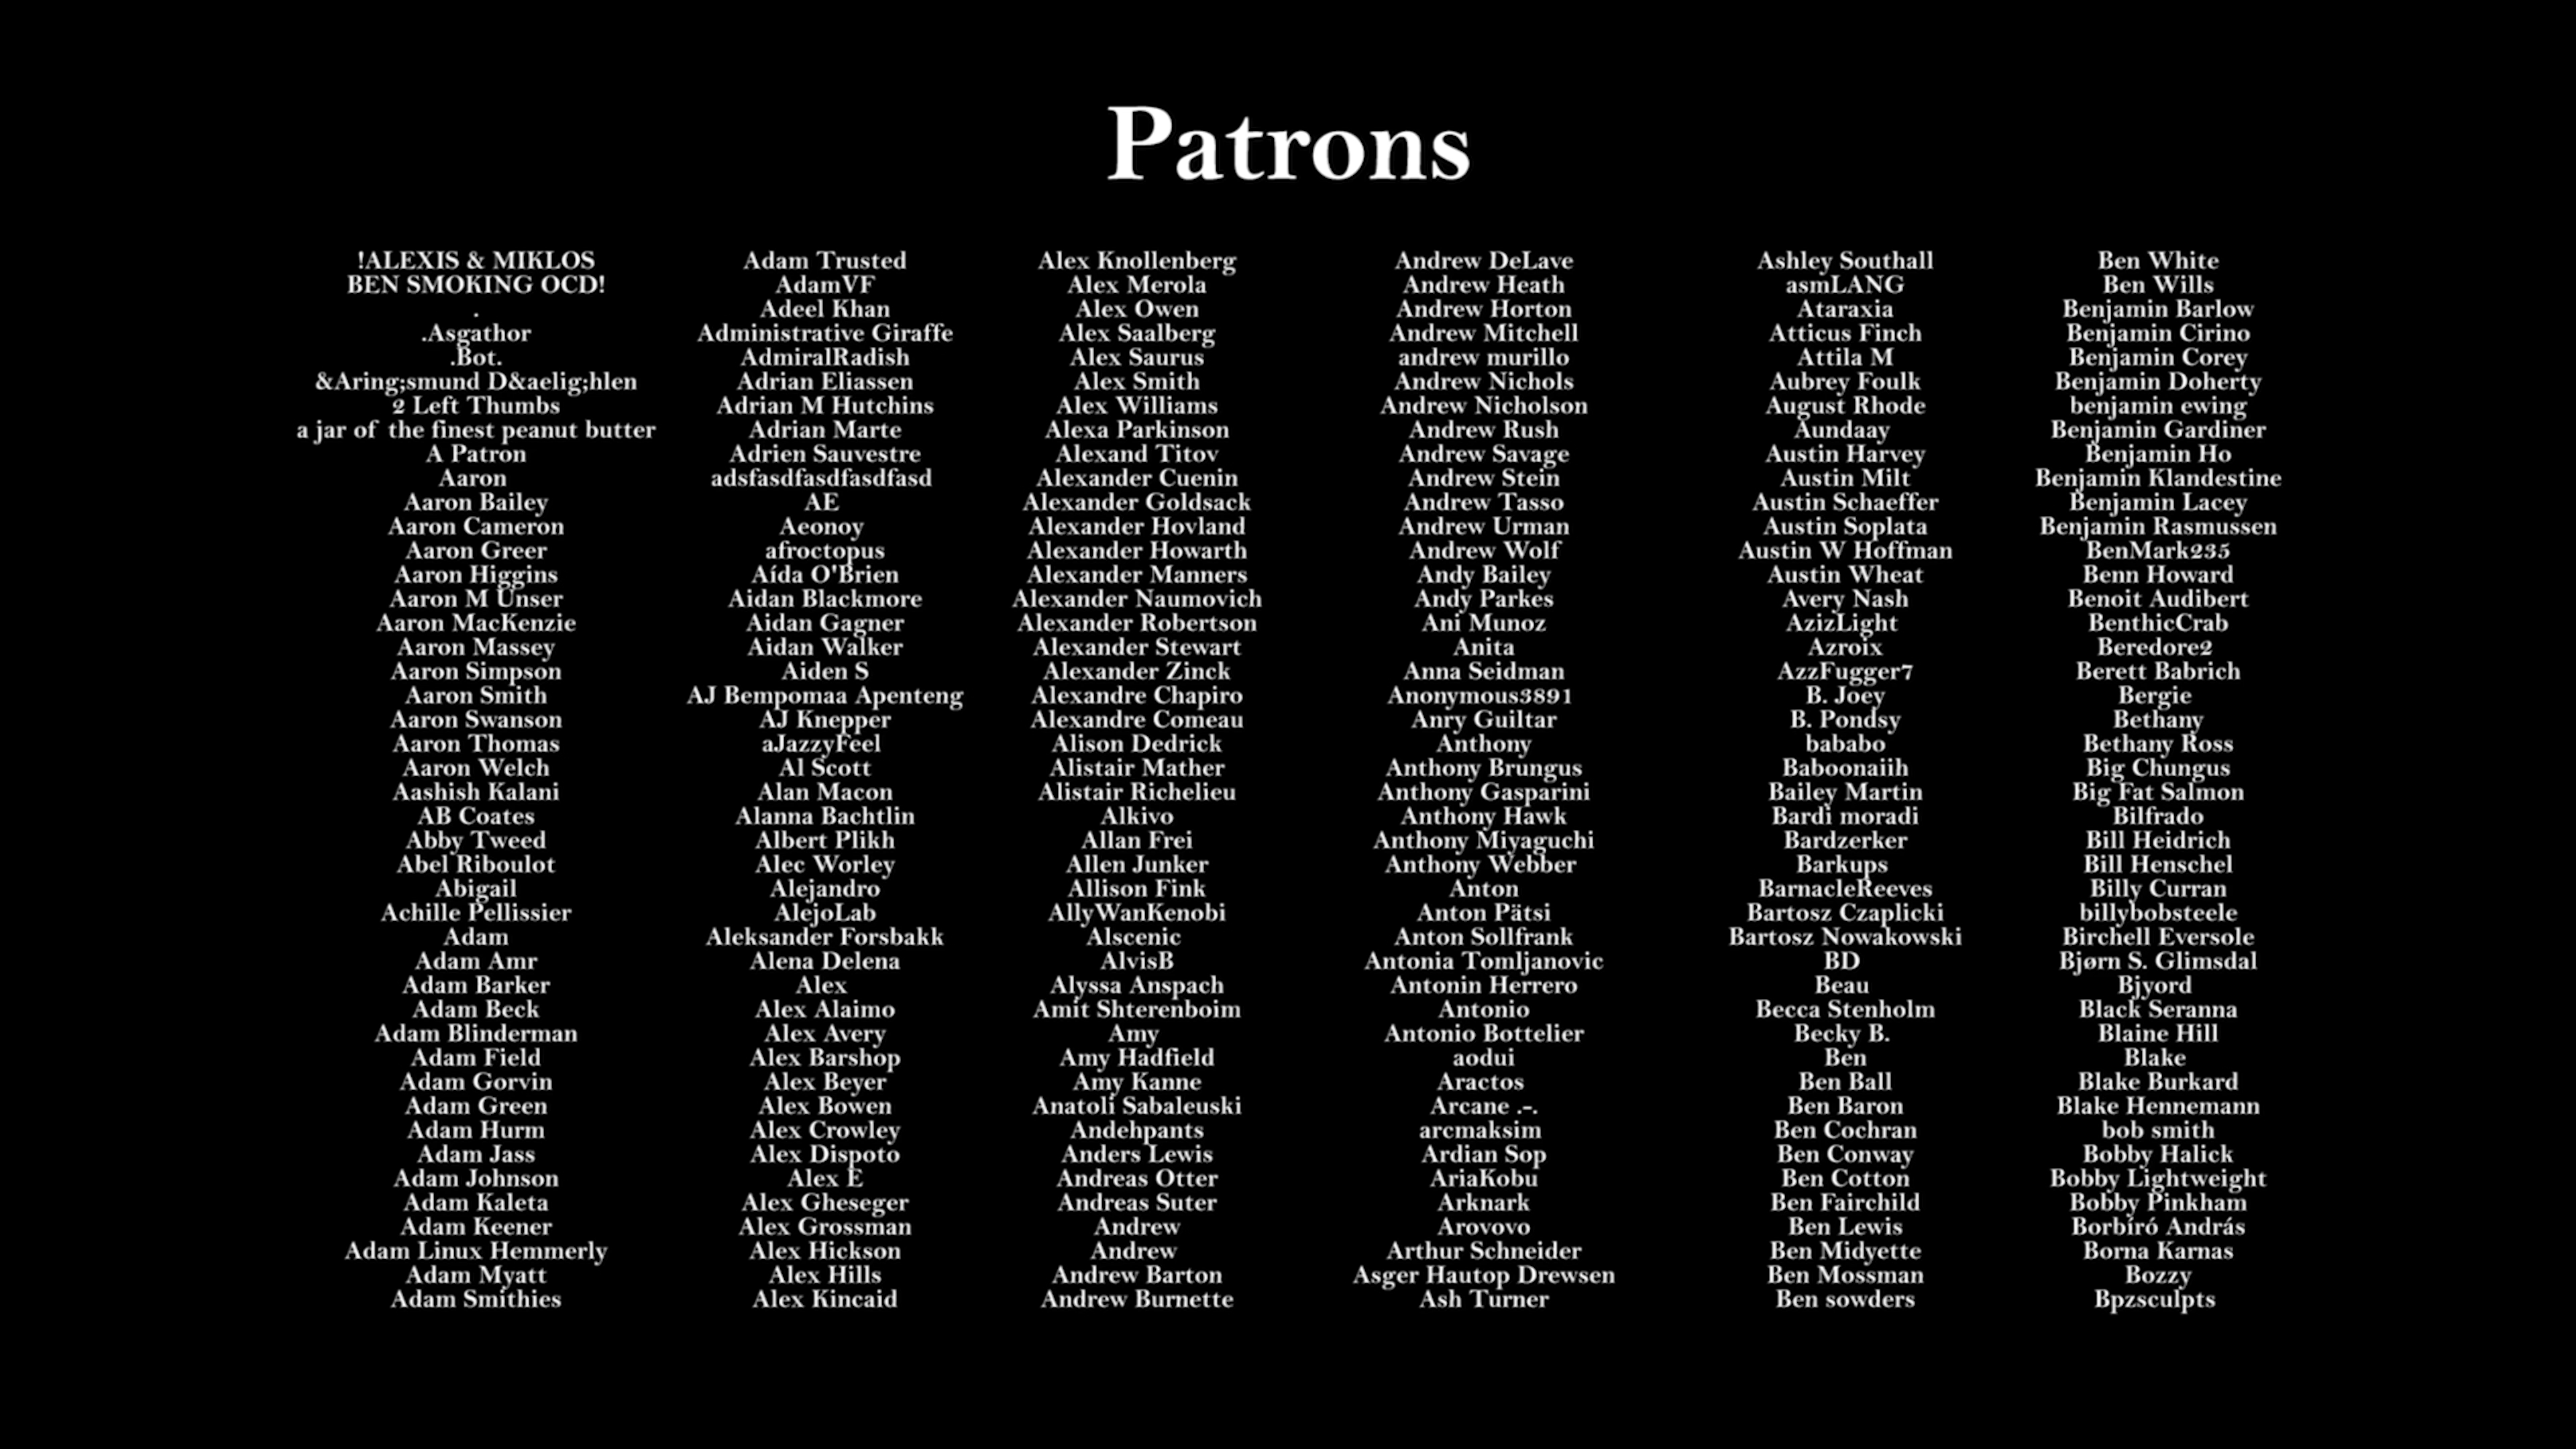 Patrons
!ALEXIS & MIKLOS
BEN SMOKING OCD!
.
.Asgathor
.Bot.
&Aring;smund D&aelig;hlen
2 Left Thumbs
a jar of the finest peanut butter
A Patron
Aaron
Aaron Bailey
Aaron Cameron
Aaron Greer
Aaron Higgins
Aaron M Unser
Aaron MacKenzie
Aaron Massey
Aaron Simpson
Aaron Smith
Aaron Swanson
Aaron Thomas
Aaron Welch
Aashish Kalani
AB Coates
Abby Tweed
Abel Riboulot
Abigail
Achille Pellissier
Adam
Adam Amr
Adam Barker
Adam Beck
Adam Blinderman
Adam Field
Adam Gorvin
Adam Green
Adam Hurm
Adam Jass
Adam Johnson
Adam Kaleta
Adam Keener
Adam Linux Hemmerly
Adam Myatt
Adam Smithies
Adam Trusted
AdamVF
Adeel Khan
Administrative Giraffe
AdmiralRadish
Adrian Eliassen
Adrian M Hutchins
Adrian Marte
Adrien Sauvestre
adsfasdfasdfasdfasd
AE
Aeonoy
afroctopus
Aída O'Brien
Aidan Blackmore
Aidan Gagner
Aidan Walker
Aiden S
AJ Bempomaa Apenteng
AJ Knepper
aJazzyFeel
Al Scott
Alan Macon
Alanna Bachtlin
Albert Plikh
Alec Worley
Alejandro
AlejoLab
Aleksander Forsbakk
Alena Delena
Alex
Alex Alaimo
Alex Avery
Alex Barshop
Alex Beyer
Alex Bowen
Alex Crowley
Alex Dispoto
Alex E
Alex Gheseger
Alex Grossman
Alex Hickson
Alex Hills
Alex Kincaid
Alex Knollenberg
Alex Merola
Alex Owen
Alex Saalberg
Alex Saurus
Alex Smith
Alex Williams
Alexa Parkinson
Alexand Titov
Alexander Cuenin
Alexander Goldsack
Alexander Hovland
Alexander Howarth
Alexander Manners
Alexander Naumovich
Alexander Robertson
Alexander Stewart
Alexander Zinck
Alexandre Chapiro
Alexandre Comeau
Alison Dedrick
Alistair Mather
Alistair Richelieu
Alkivo
Allan Frei
Allen Junker
Allison Fink
AllyWanKenobi
Alscenic
AlvisB
Alyssa Anspach
Amit Shterenboim
Amy
Amy Hadfield
Amy Kanne
Anatoli Sabaleuski
Andehpants
Anders Lewis
Andreas Otter
Andreas Suter
Andrew
Andrew
Andrew Barton
Andrew Burnette
Andrew DeLave
Andrew Heath
Andrew Horton
Andrew Mitchell
andrew murillo
Andrew Nichols
Andrew Nicholson
Andrew Rush
Andrew Savage
Andrew Stein
Andrew Tasso
Andrew Urman
Andrew Wolf
Andy Bailey
Andy Parkes
Ani Munoz
Anita
Anna Seidman
Anonymous3891
Anry Guiltar
Anthony
Anthony Brungus
Anthony Gasparini
Anthony Hawk
Anthony Miyaguchi
Anthony Webber
Anton
Anton Pätsi
Anton Sollfrank
Antonia Tomljanovic
Antonin Herrero
Antonio
Antonio Bottelier
aodui
Aractos
Arcane .-.
arcmaksim
Ardian Sop
AriaKobu
Arknark
Arovovo
Arthur Schneider
Asger Hautop Drewsen
Ash Turner
Ashley Southall
asmLANG
Ataraxia
Atticus Finch
Attila M
Aubrey Foulk
August Rhode
Aundaay
Austin Harvey
Austin Milt
Austin Schaeffer
Austin Soplata
Austin W Hoffman
Austin Wheat
Avery Nash
AzizLight
Azroix
AzzFugger7
B. Joey
B. Pondsy
bababo
Baboonaiih
Bailey Martin
Bardi moradi
Bardzerker
Barkups
BarnacleReeves
Bartosz Czaplicki
Bartosz Nowakowski
BD
Beau
Becca Stenholm
Becky B.
Ben
Ben Ball
Ben Baron
Ben Cochran
Ben Conway
Ben Cotton
Ben Fairchild
Ben Lewis
Ben Midyette
Ben Mossman
Ben sowders
Ben White
Ben Wills
Benjamin Barlow
Benjamin Cirino
Benjamin Corey
Benjamin Doherty
benjamin ewing
Benjamin Gardiner
Benjamin Ho
Benjamin Klandestine
Benjamin Lacey
Benjamin Rasmussen
BenMark235
Benn Howard
Benoit Audibert
BenthicCrab
Beredore2
Berett Babrich
Bergie
Bethany
Bethany Ross
Big Chungus
Big Fat Salmon
Bilfrado
Bill Heidrich
Bill Henschel
Billy Curran
billybobsteele
Birchell Eversole
Bjørn S. Glimsdal
Bjyord
Black Seranna
Blaine Hill
Blake
Blake Burkard
Blake Hennemann
bob smith
Bobby Halick
Bobby Lightweight
Bobby Pinkham
Borbíró András
Borna Karnas
Bozzy
Bpzsculpts